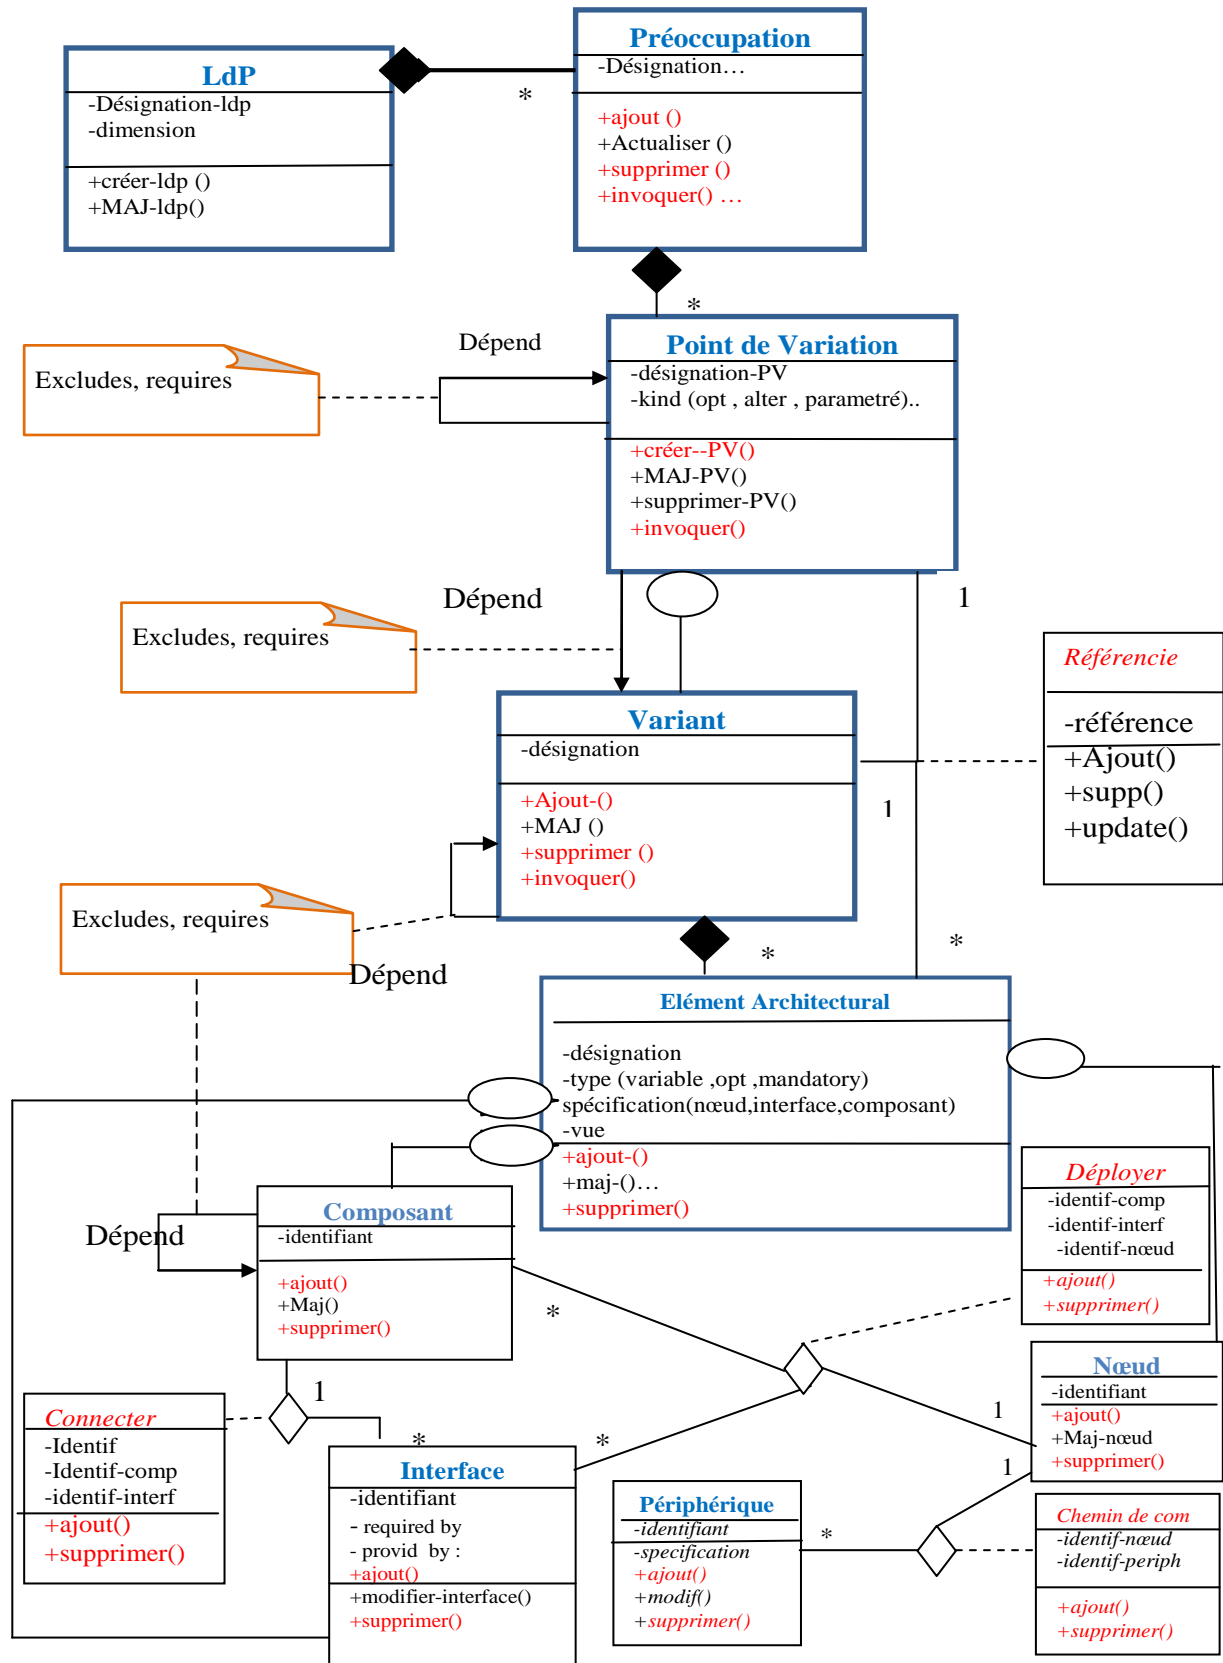 Préoccupation
-Désignation…
+ajout ()
+Actualiser ()
+supprimer ()
+invoquer() …
LdP
-Désignation-ldp
-dimension
+créer-ldp ()
+MAJ-ldp()
*
*
Dépend
Excludes, requires
Point de Variation
-désignation-PV
-kind (opt , alter , parametré)..
+créer--PV()
+MAJ-PV()
+supprimer-PV()
+invoquer()
Dépend
1
Excludes, requires
Référencie
-référence
+Ajout()
+supp()
+update()
Variant
-désignation
+Ajout-()
+MAJ ()
+supprimer ()
+invoquer()
1
Excludes, requires
Dépend
*
*
Elément Architectural
-désignation
-type (variable ,opt ,mandatory)
spécification(nœud,interface,composant)
-vue
+ajout-()
+maj-()…
+supprimer()
Déployer
-identif-comp
-identif-interf
-identif-nœud
+ajout()
+supprimer()
Dépend
Composant
-identifiant
+ajout()
+Maj()
+supprimer()
*
Nœud
-identifiant
+ajout()
+Maj-nœud
+supprimer()
1
1
1
*
*
Connecter
-Identif
-Identif-comp
-identif-interf
+ajout()
+supprimer()
Interface
-identifiant
- required by
- provid by :
+ajout()
+modifier-interface()
+supprimer()
Périphérique
-identifiant
-specification
+ajout()
+modif()
+supprimer()
*
Chemin de com
-identif-nœud
-identif-periph
+ajout()
+supprimer()